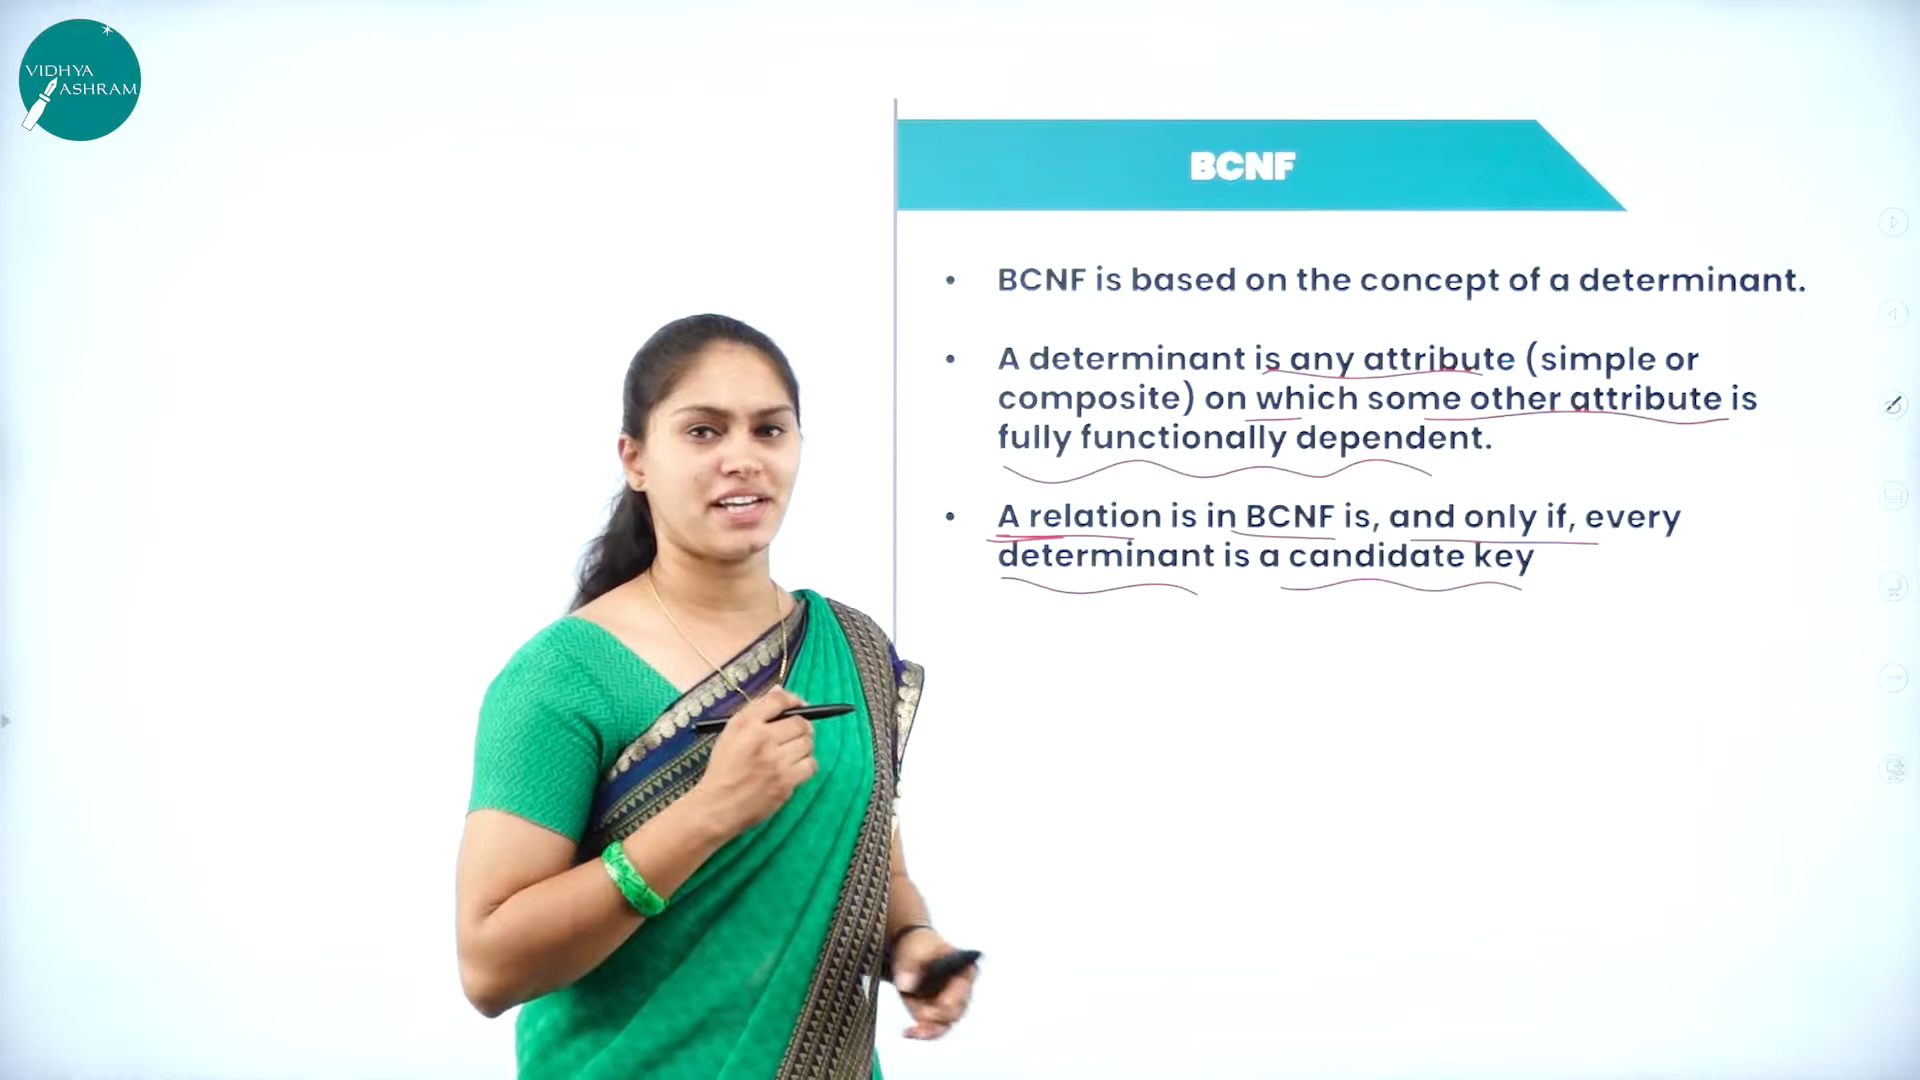 VIDHYA
ASHRAM
BCNF
• BCNF is based on the concept of a determinant.
• A determinant is any attribute (simple or
composite) on which some other attribute is
fully functionally dependent.
• A relation is in BCNF is, and only if, every
determinant is a candidate key